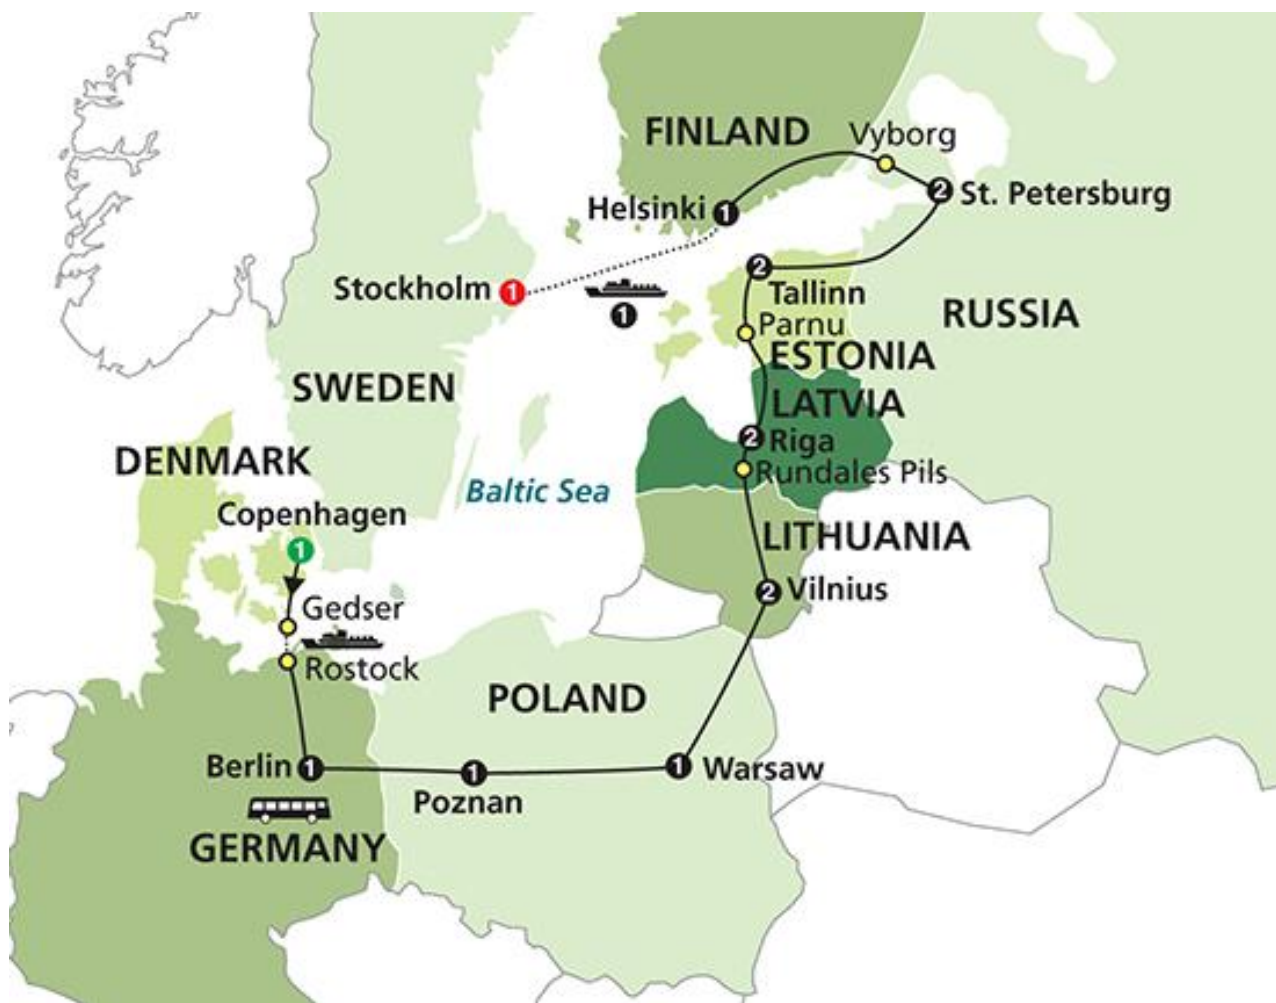 FINLAND
Vyborg
Helsinki 1
2 St. Petersburg
Stockholm 1
1
2
Tallinn
Parnu
RUSSIA
ESTONIA
SWEDEN
LATVIA
2 Riga
DENMARK
Rundales Pils
Baltic Sea
Copenhagen
1
LITHUANIA
2 Vilnius
Gedser
Rostock
POLAND
Berlin 1
1
Poznan
1 Warsaw
GERMANY